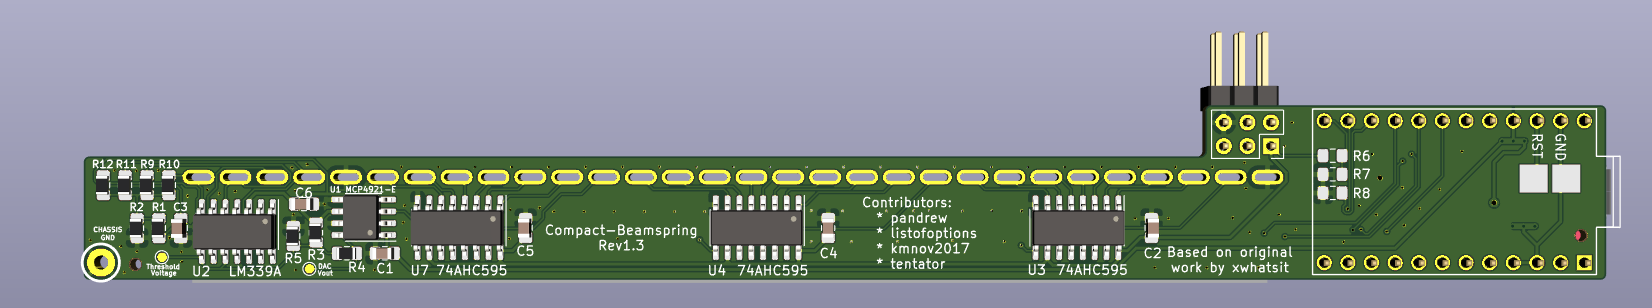 R12 R11 R9 R10
R2 R1 C3
CHASSIS
GND
Threshold
Voltage
U2 LM339A
C6
R5 R3
DAC
Vout
U1 MCP4921-E
R4 C1
U7 74AHC595
C5
Compact-Beamspring
Rev1.3
U4 74AHC595
C4
Contributors:
* pandrew
* listofoptions
* kmnov2017
* tentator
U3 74AHC595
C2
Based on original
work by xwhatsit
R6
R7
R8
RST
GND